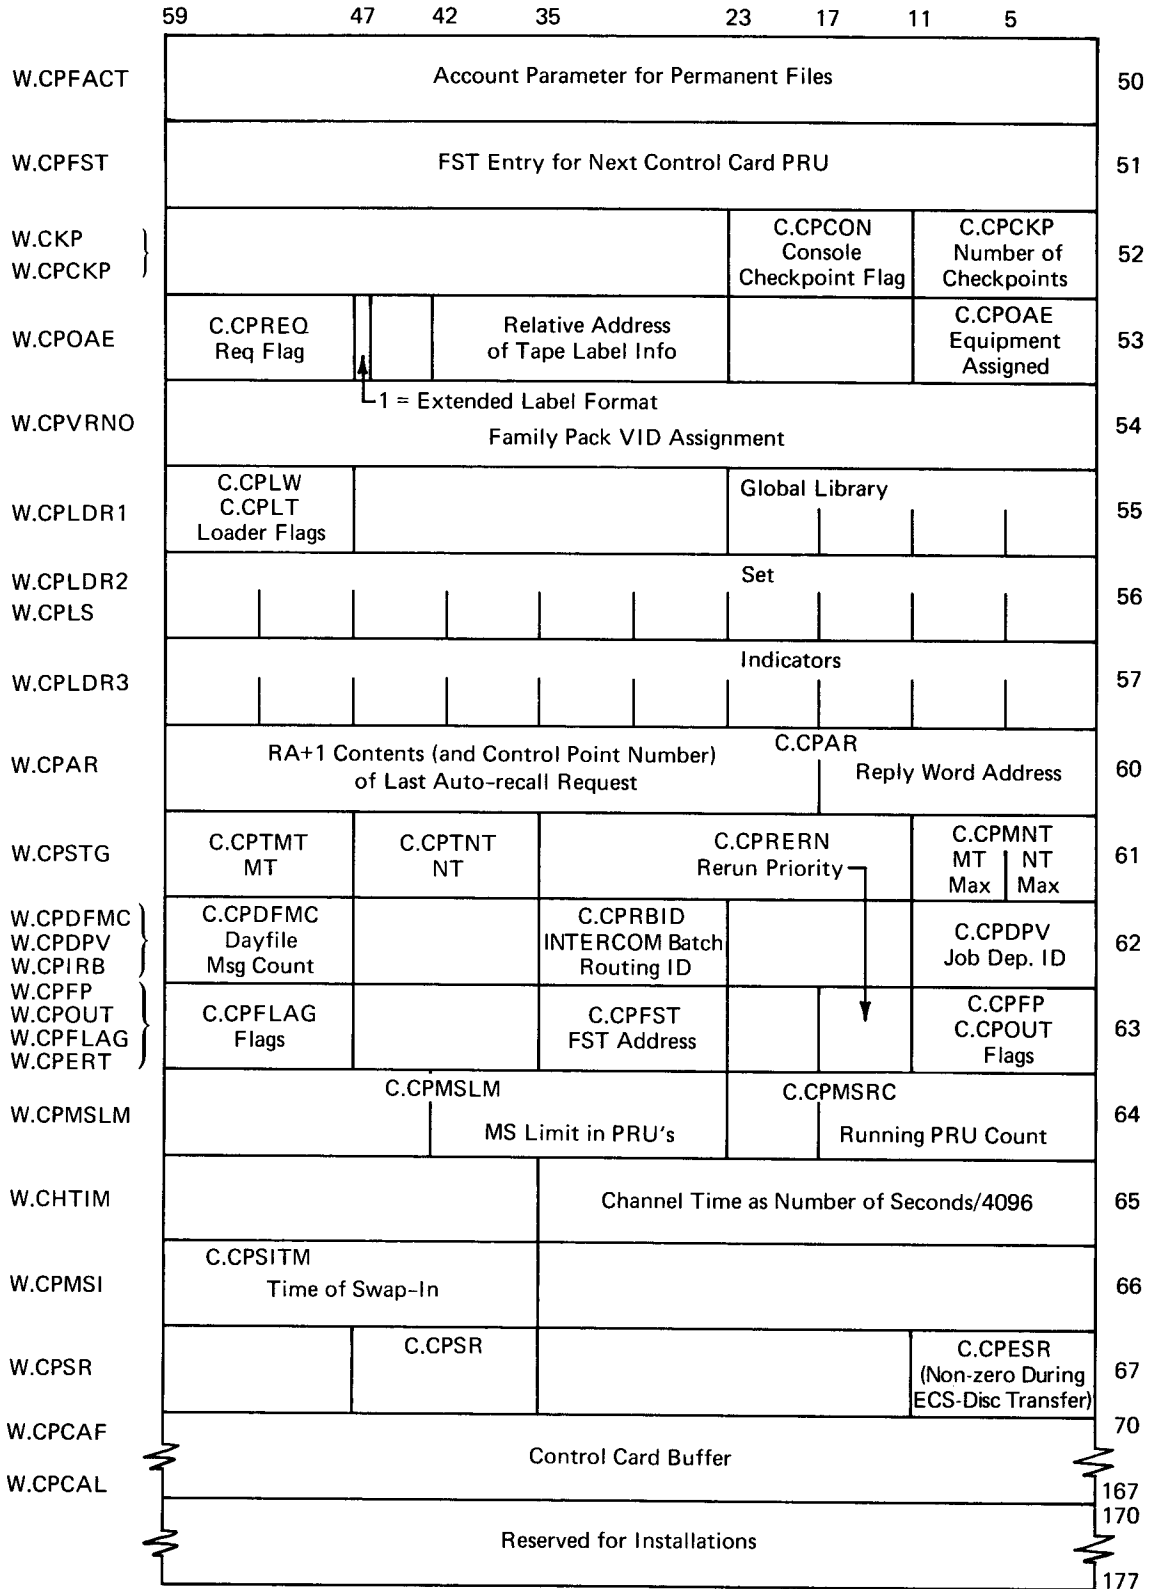 59 47 42 35 23 17 11 5
W.CPFACT Account Parameter for Permanent Files 50
W.CPFST FST Entry for Next Control Card PRU 51
W.CKP
W.CPCKP
C.CPCON
Console
Checkpoint Flag
C.CPCKP
Number of
Checkpoints
52
W.CPOAE
C.CPREQ
Req Flag
Relative Address
of Tape Label Info
C.CPOAE
Equipment
Assigned
53
1 = Extended Label Format
W.CPVRNO Family Pack VID Assignment 54
W.CPLDR1
C.CPLW
C.CPLT
Loader Flags
Global Library
55
W.CPLDR2
W.CPLS
Set
56
W.CPLDR3 Indicators 57
W.CPAR
RA+1 Contents (and Control Point Number)
of Last Auto-recall Request
C.CPAR
Reply Word Address
60
W.CPSTG
C.CPTMT
MT
C.CPTNT
NT
C.CPRERN
Rerun Priority
C.CPMNT
MT NT
Max Max
61
W.CPDFMC
W.CPDPV
W.CPIRB
C.CPDFMC
Dayfile
Msg Count
C.CPRBID
INTERCOM Batch
Routing ID
C.CPDPV
Job Dep. ID
62
W.CPFP
W.CPOUT
W.CPFLAG
W.CPERT
C.CPFLAG
Flags
C.CPFST
FST Address
C.CPFP
C.CPOUT
Flags
63
W.CPMSLM
C.CPMSLM
MS Limit in PRU's
C.CPMSRC
Running PRU Count
64
W.CHTIM Channel Time as Number of Seconds/4096 65
W.CPMSI
C.CPSITM
Time of Swap-In
66
W.CPSR
C.CPSR
C.CPESR
(Non-zero During
ECS-Disc Transfer)
67
W.CPCAF 70
Control Card Buffer
W.CPCAL 167
170
Reserved for Installations
177